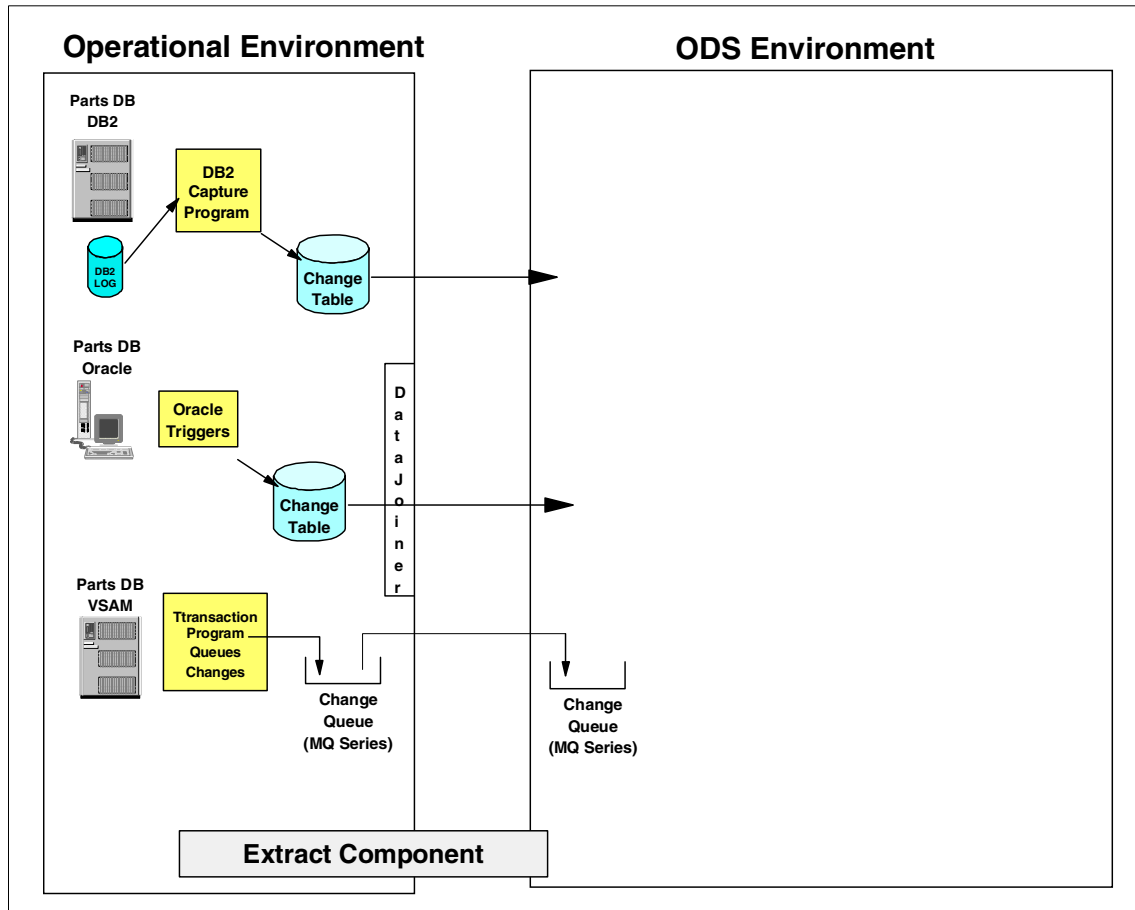 Operational Environment
ODS Environment
Parts DB
DB2
DB2
Capture
Program
DB2
LOG
Change
Table
Parts DB
Oracle
Oracle
Triggers
Change
Table
D
a
t
a
J
o
i
n
e
r
Parts DB
VSAM
Ttransaction
Program
Queues
Changes
Change
Queue
(MQ Series)
Change
Queue
(MQ Series)
Extract Component